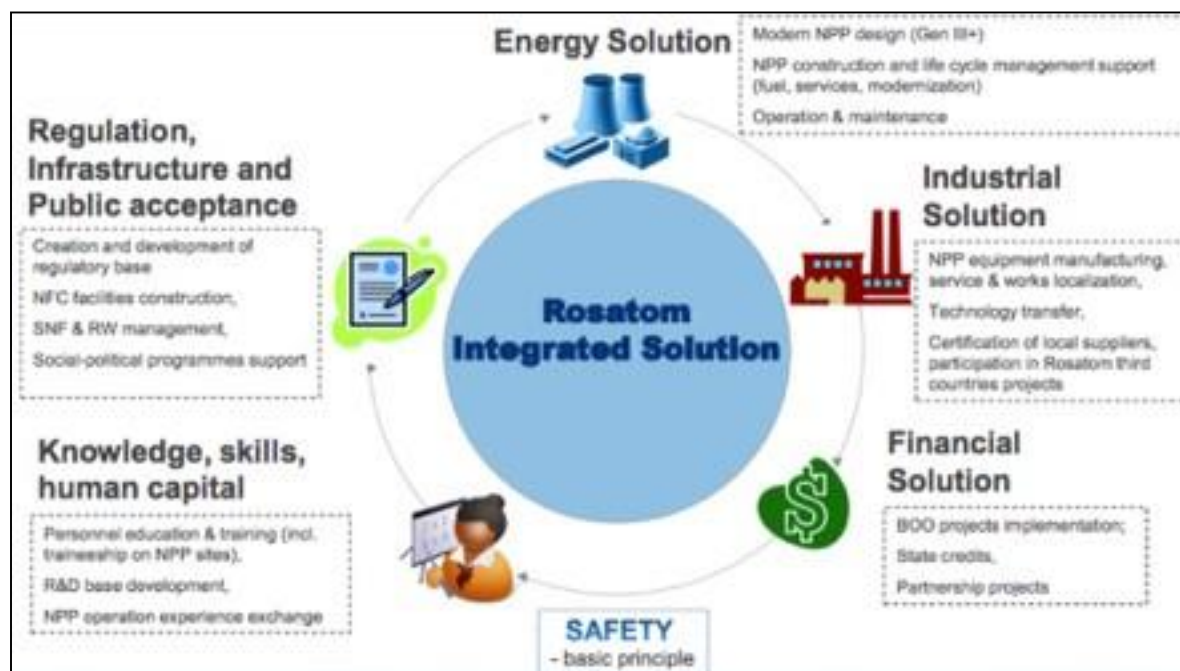 Energy Solution
Modern NPP design (Gen III+)
NPP construction and life cycle management support
(fuel, services, modernization)
Operation & maintenance
Industrial
Solution
NPP equipment manufacturing,
service & works localization,
Technology transfer,
Certification of local suppliers,
participation in Rosatom third
countries projects
Financial
Solution
BOO projects implementation;
State credits,
Partnership projects
SAFETY
- basic principle
Knowledge, skills,
human capital
Personnel education & training (incl.
traineeship on NPP sites),
R&D base development,
NPP operation experience exchange
Regulation,
Infrastructure and
Public acceptance
Creation and development of
regulatory base
NFC facilities construction,
SNF & RW management,
Social-political programmes support
Rosatom
Integrated Solution
$